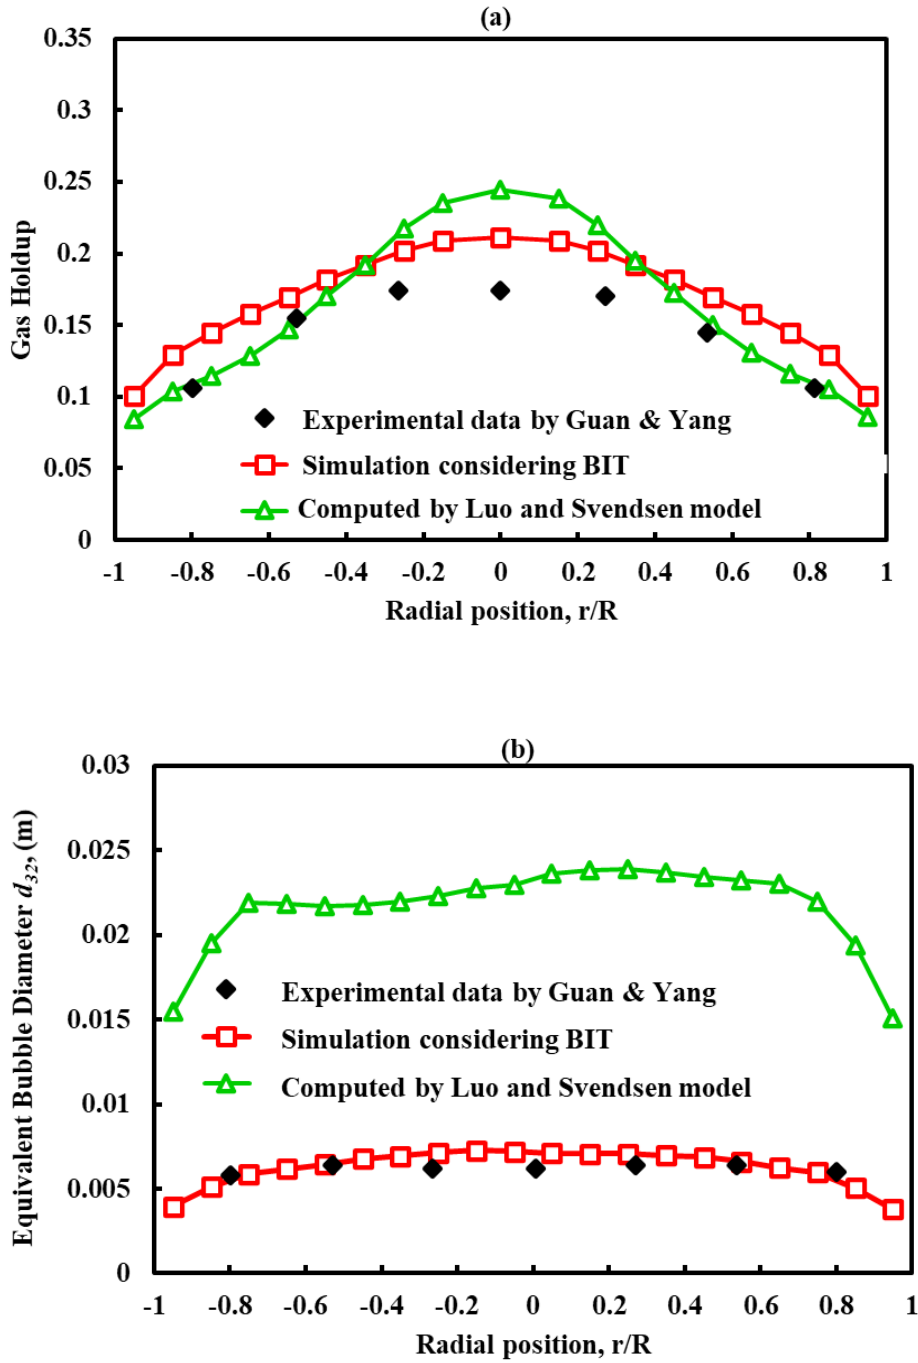 (a)
0.35
0.3
0.25
0.2
0.15
0.1
0.05
0
Gas Holdup
Experimental data by Guan & Yang
Simulation considering BIT
Computed by Luo and Svendsen model
-1 -0.8 -0.6 -0.4 -0.2 0 0.2 0.4 0.6 0.8 1
Radial position, r/R
(b)
0.03
0.025
0.02
0.015
0.01
0.005
0
Equivalent Bubble Diameter d32, (m)
Experimental data by Guan & Yang
Simulation considering BIT
Computed by Luo and Svendsen model
-1 -0.8 -0.6 -0.4 -0.2 0 0.2 0.4 0.6 0.8 1
Radial position, r/R